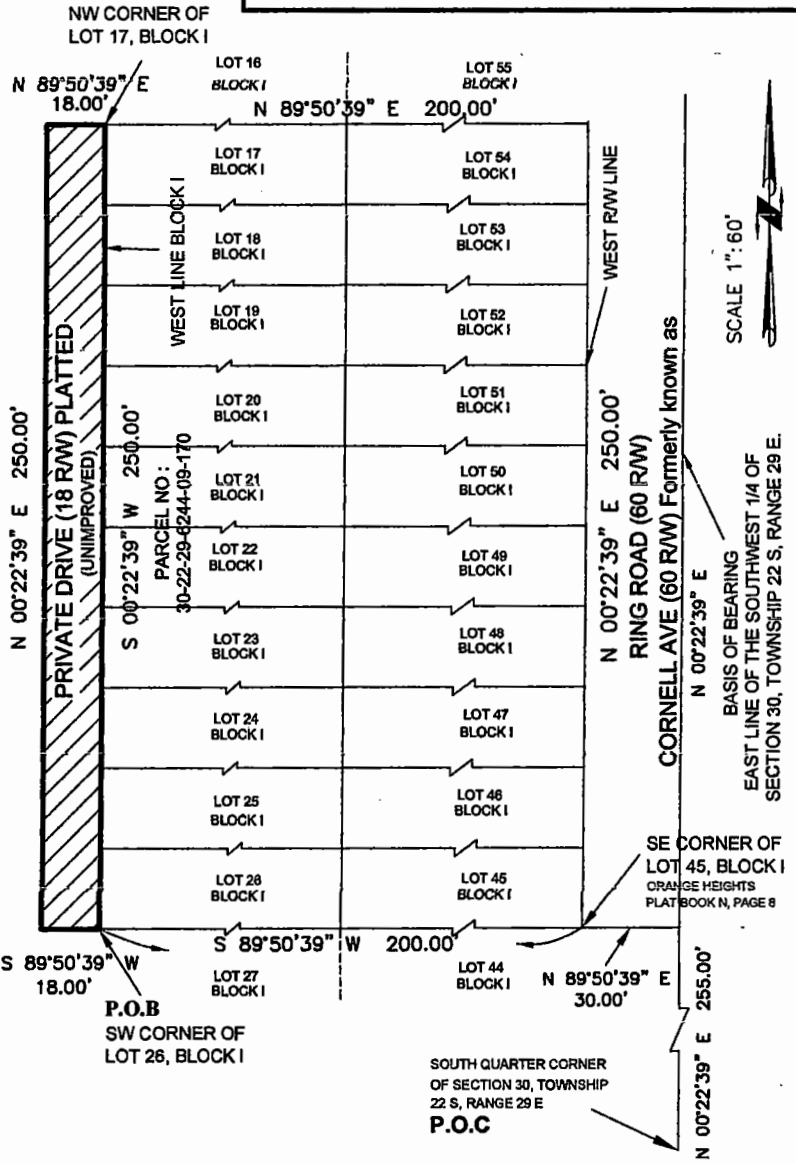 NW CORNER OF
LOT 17, BLOCK I
N 89°50'39" E
18.00'
LOT 16
BLOCK I
LOT 55
BLOCK I
N 89°50'39" E 200.00'
LOT 17
BLOCK I
LOT 54
BLOCK I
LOT 18
BLOCK I
LOT 53
BLOCK I
LOT 19
BLOCK I
LOT 52
BLOCK I
LOT 20
BLOCK I
LOT 51
BLOCK I
LOT 21
BLOCK I
LOT 50
BLOCK I
LOT 22
BLOCK I
LOT 49
BLOCK I
LOT 23
BLOCK I
LOT 48
BLOCK I
LOT 24
BLOCK I
LOT 47
BLOCK I
LOT 25
BLOCK I
LOT 46
BLOCK I
LOT 26
BLOCK I
LOT 45
BLOCK I
N 00°22'39" E 250.00'
PRIVATE DRIVE (18 R/W) PLATTED
(UNIMPROVED)
WEST LINE BLOCK I
S 00°22'39" W 250.00'
PARCEL NO :
30-22-29-6244-09-170
WEST R/W LINE
N 00°22'39" E 250.00'
RING ROAD (60 R/W)
CORNELL AVE (60 R/W) Formerly known as
N 00°22'39" E
N
SCALE 1":60'
BASIS OF BEARING
EAST LINE OF THE SOUTHWEST 1/4 OF
SECTION 30, TOWNSHIP 22 S, RANGE 29 E.
SE CORNER OF
LOT 45, BLOCK I
ORANGE HEIGHTS
PLAT BOOK N, PAGE 8
S 89°50'39" W 200.00'
S 89°50'39" W
18.00'
P.O.B
SW CORNER OF
LOT 26, BLOCK I
LOT 27
BLOCK I
LOT 44
BLOCK I
N 89°50'39" E
30.00'
N 00°22'39" E 255.00'
SOUTH QUARTER CORNER
OF SECTION 30, TOWNSHIP
22 S, RANGE 29 E
P.O.C